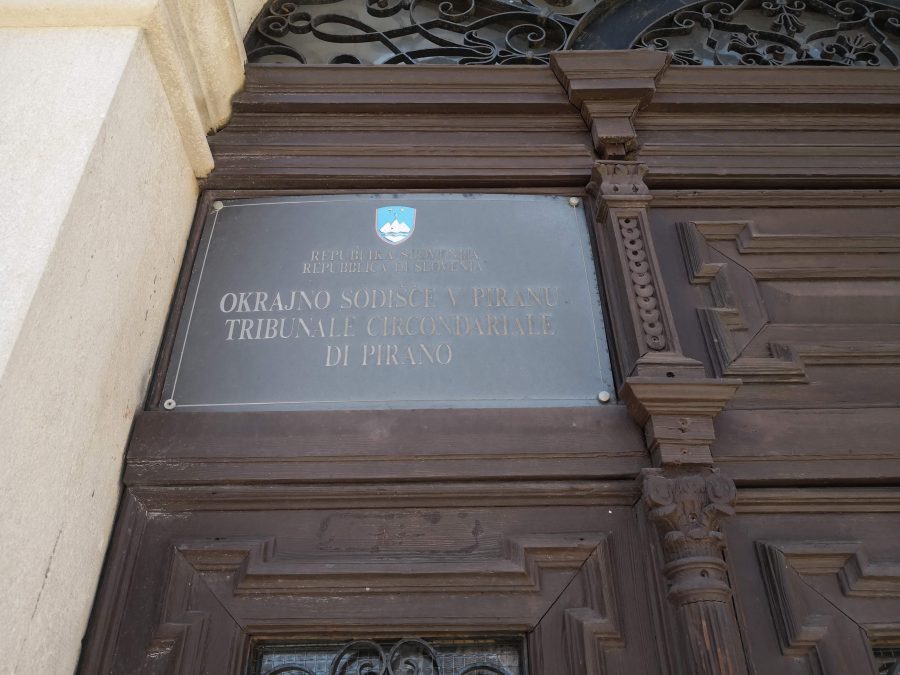 REPUBLIKA SLOVENIJA
REPUBBLICA DI SLOVENIA
OKRAJNO SODIŠČE V PIRANU
TRIBUNALE CIRCONDARIALE
DI PIRANO